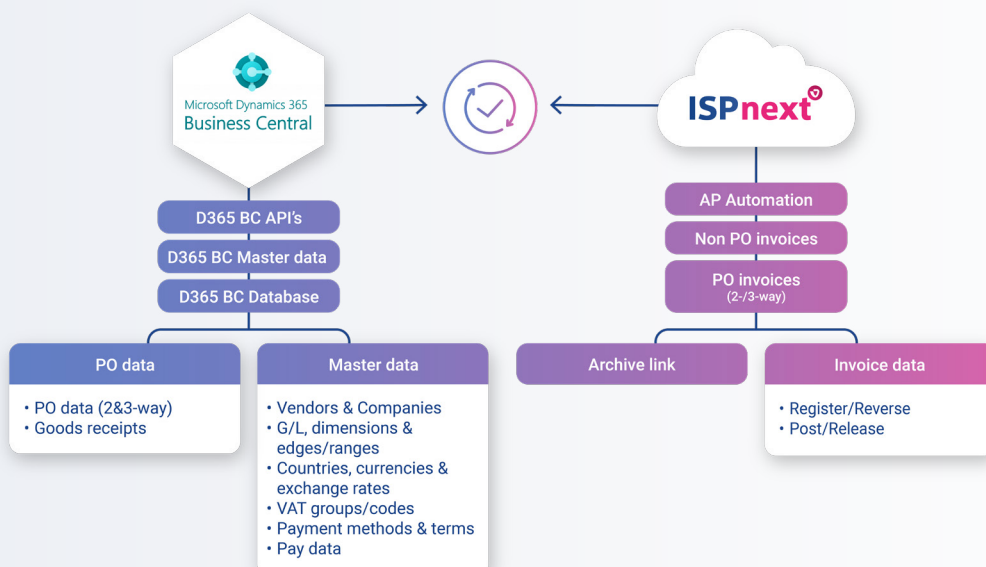 Microsoft Dynamics 365
Business Central
ISPnext
D365 BC API's
D365 BC Master data
D365 BC Database
AP Automation
Non PO invoices
PO invoices
(2-/3-way)
PO data
• PO data (2&3-way)
• Goods receipts
Master data
• Vendors & Companies
• G/L, dimensions &
edges/ranges
• Countries, currencies &
exchange rates
• VAT groups/codes
• Payment methods & terms
• Pay data
Archive link
Invoice data
• Register/Reverse
• Post/Release